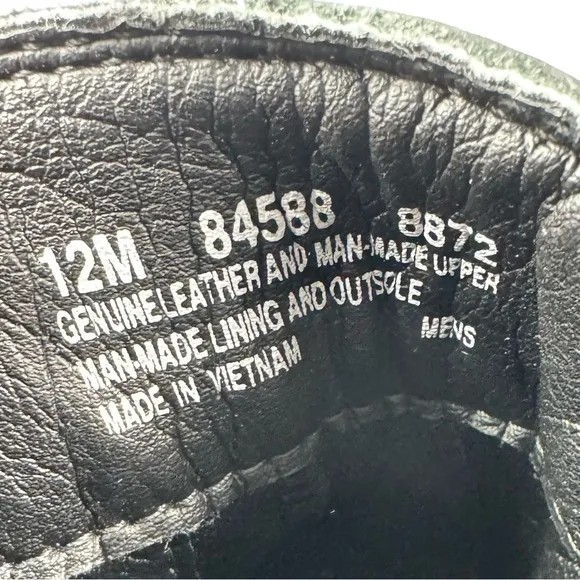 12M 84588 8872
GENUINE LEATHER AND MAN-MADE UPPER
MAN-MADE LINING AND OUTSOLE
MADE IN VIETNAM MENS